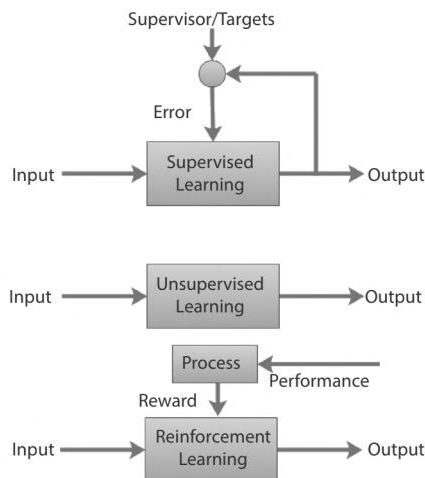 Supervisor/Targets
Error
Supervised
Learning
Input
Output
Unsupervised
Learning
Input
Output
Process
Performance
Reward
Reinforcement
Learning
Input
Output